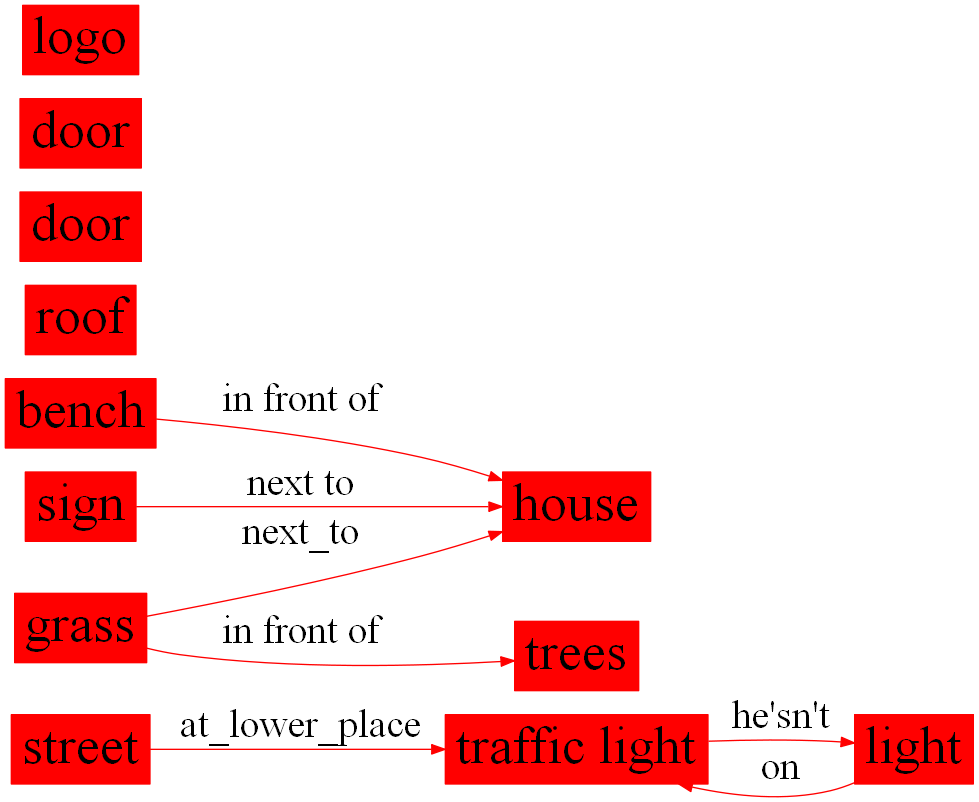 logo
door
door
roof
bench
in front of
sign
next to
house
next_to
grass
in front of
trees
street
at_lower_place
traffic light
he'sn't
light
on